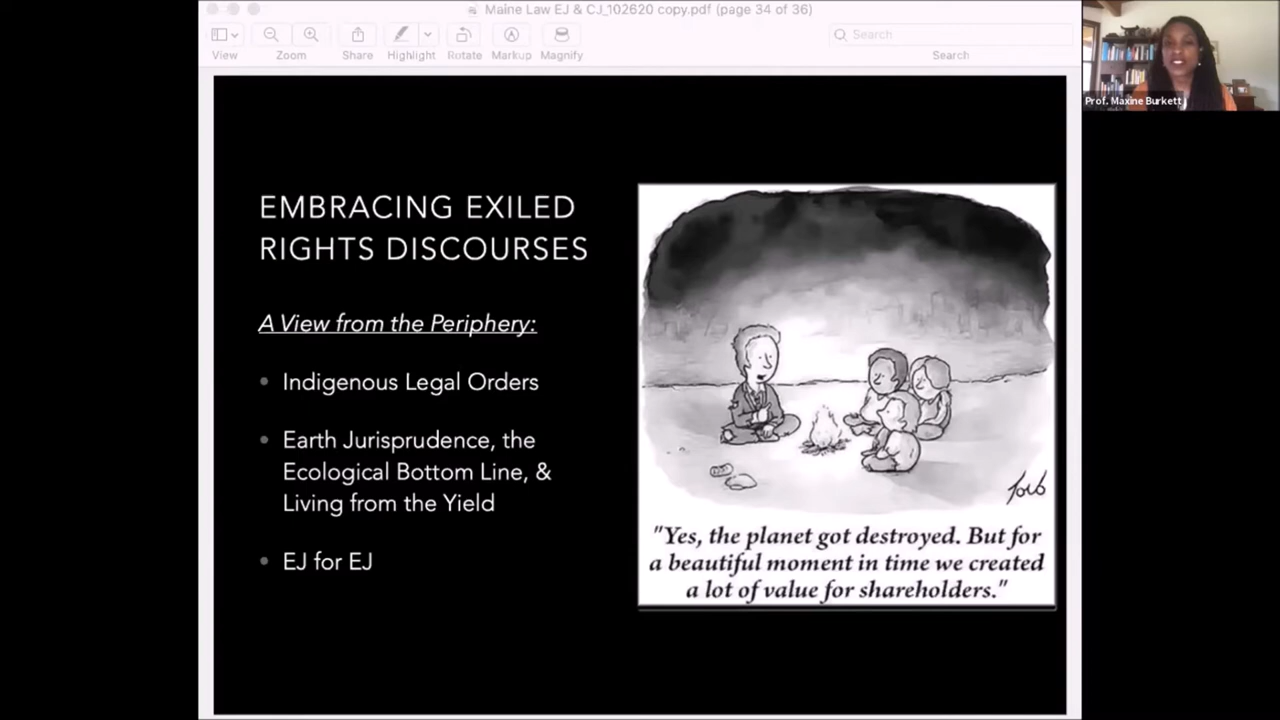 Maine Law EJ & CJ_102620 copy.pdf (page 34 of 36)
Search
View
Zoom
Share
Highlight
Rotate
Markup
Magnify
Search
Prof. Maxine Burkett
EMBRACING EXILED
RIGHTS DISCOURSES
A View from the Periphery:
• Indigenous Legal Orders
• Earth Jurisprudence, the
Ecological Bottom Line, &
Living from the Yield
• EJ for EJ
"Yes, the planet got destroyed. But for
a beautiful moment in time we created
a lot of value for shareholders."